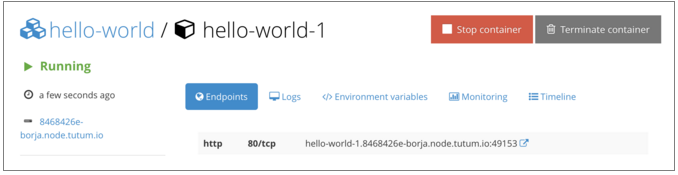 hello-world / hello-world-1
Stop container
Terminate container
Running
a few seconds ago
8468426e-
borja.node.tutum.io
Endpoints
Logs
</> Environment variables
Monitoring
Timeline
http 80/tcp hello-world-1.8468426e-borja.node.tutum.io:49153